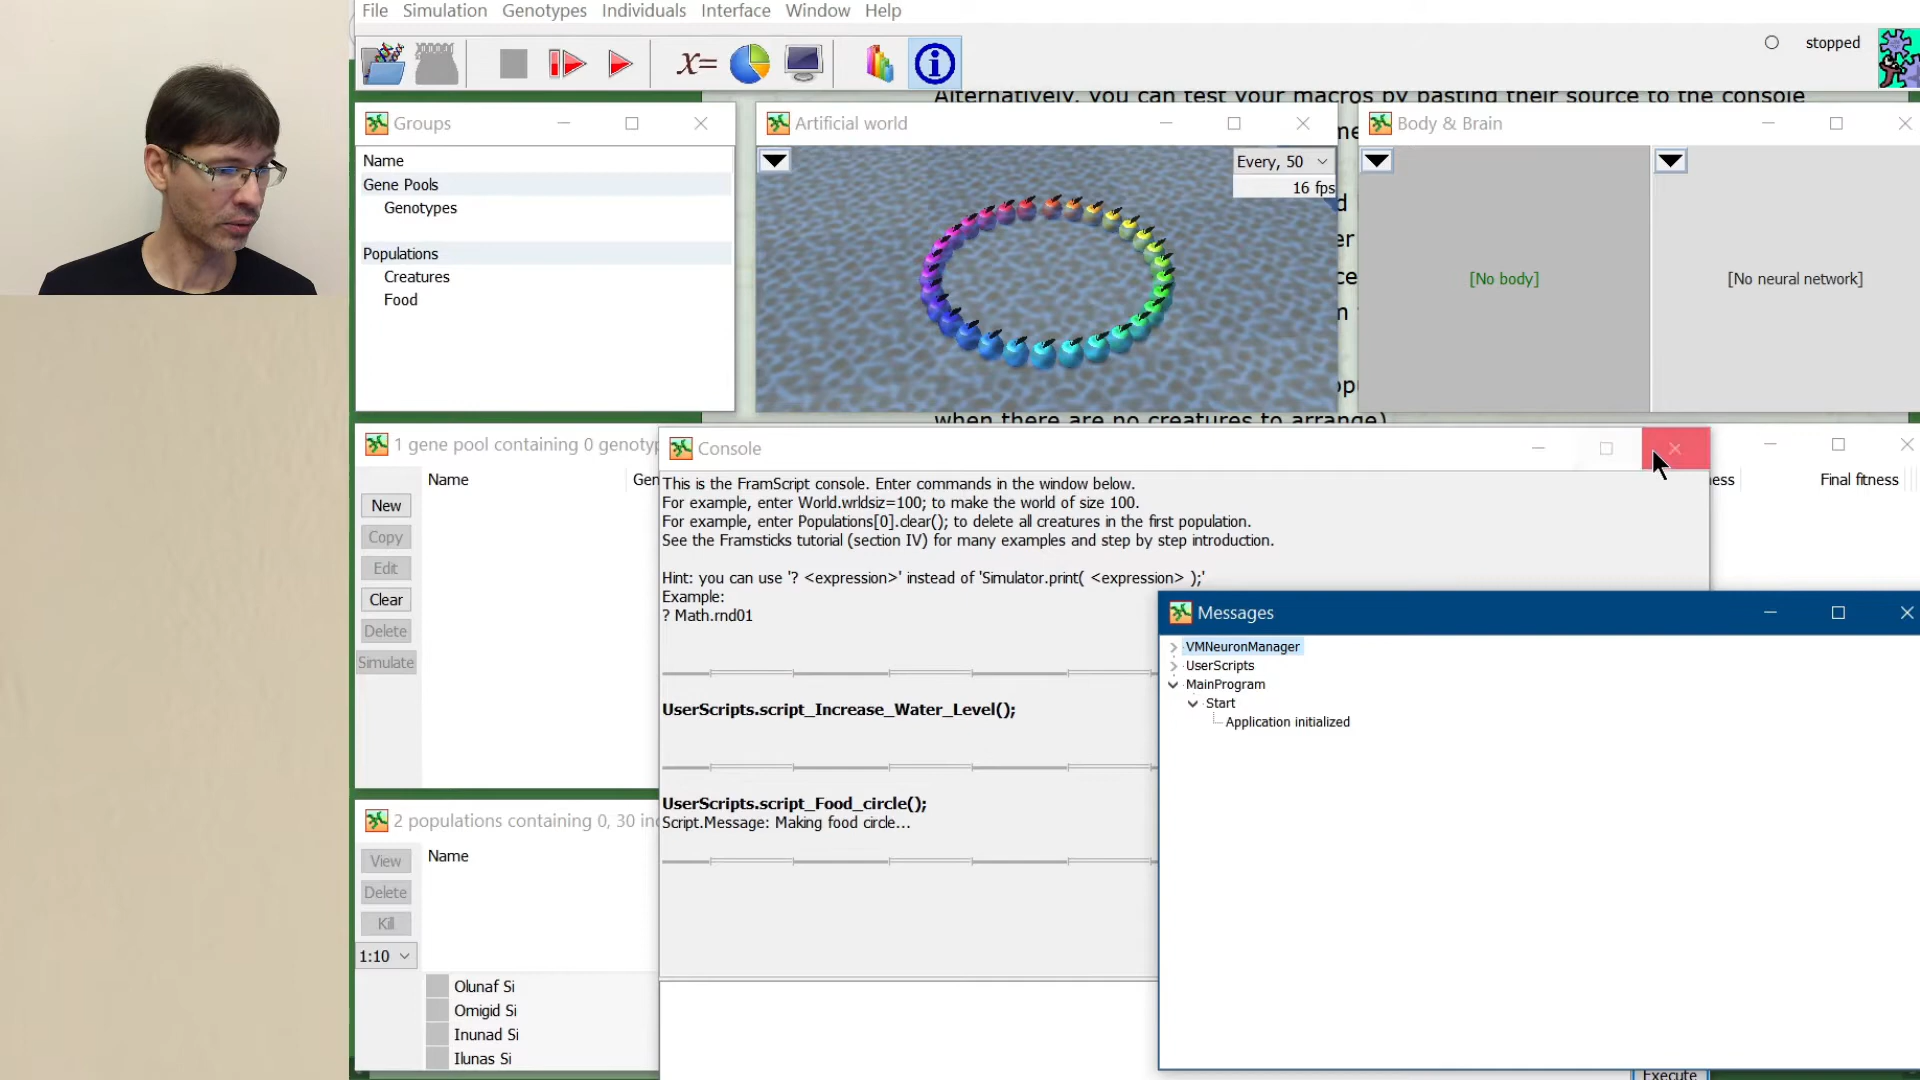 File Simulation Genotypes Individuals Interface Window Help
x=
stopped
Alternatively, you can test your macros by pasting their source to the console
Groups
Name
Gene Pools
Genotypes
Populations
Creatures
Food
Artificial world
Every, 50
16 fps
Body & Brain
[No body]
[No neural network]
when there are no creatures to arrange)
1 gene pool containing 0 genotyp
Name
Gen
New
Copy
Edit
Clear
Delete
Simulate
ess
Final fitness
Console
This is the FramScript console. Enter commands in the window below.
For example, enter World.wrldsiz=100; to make the world of size 100.
For example, enter Populations[0].clear(); to delete all creatures in the first population.
See the Framsticks tutorial (section IV) for many examples and step by step introduction.
Hint: you can use '? <expression>' instead of 'Simulator.print( <expression> );'
Example:
? Math.rnd01
UserScripts.script_Increase_Water_Level();
UserScripts.script_Food_circle();
Script.Message: Making food circle...
Messages
VMNeuronManager
UserScripts
MainProgram
Start
Application initialized
2 populations containing 0, 30 in
View
Delete
Kill
1:10
Name
Olunaf Si
Omigid Si
Inunad Si
Ilunas Si
Execute